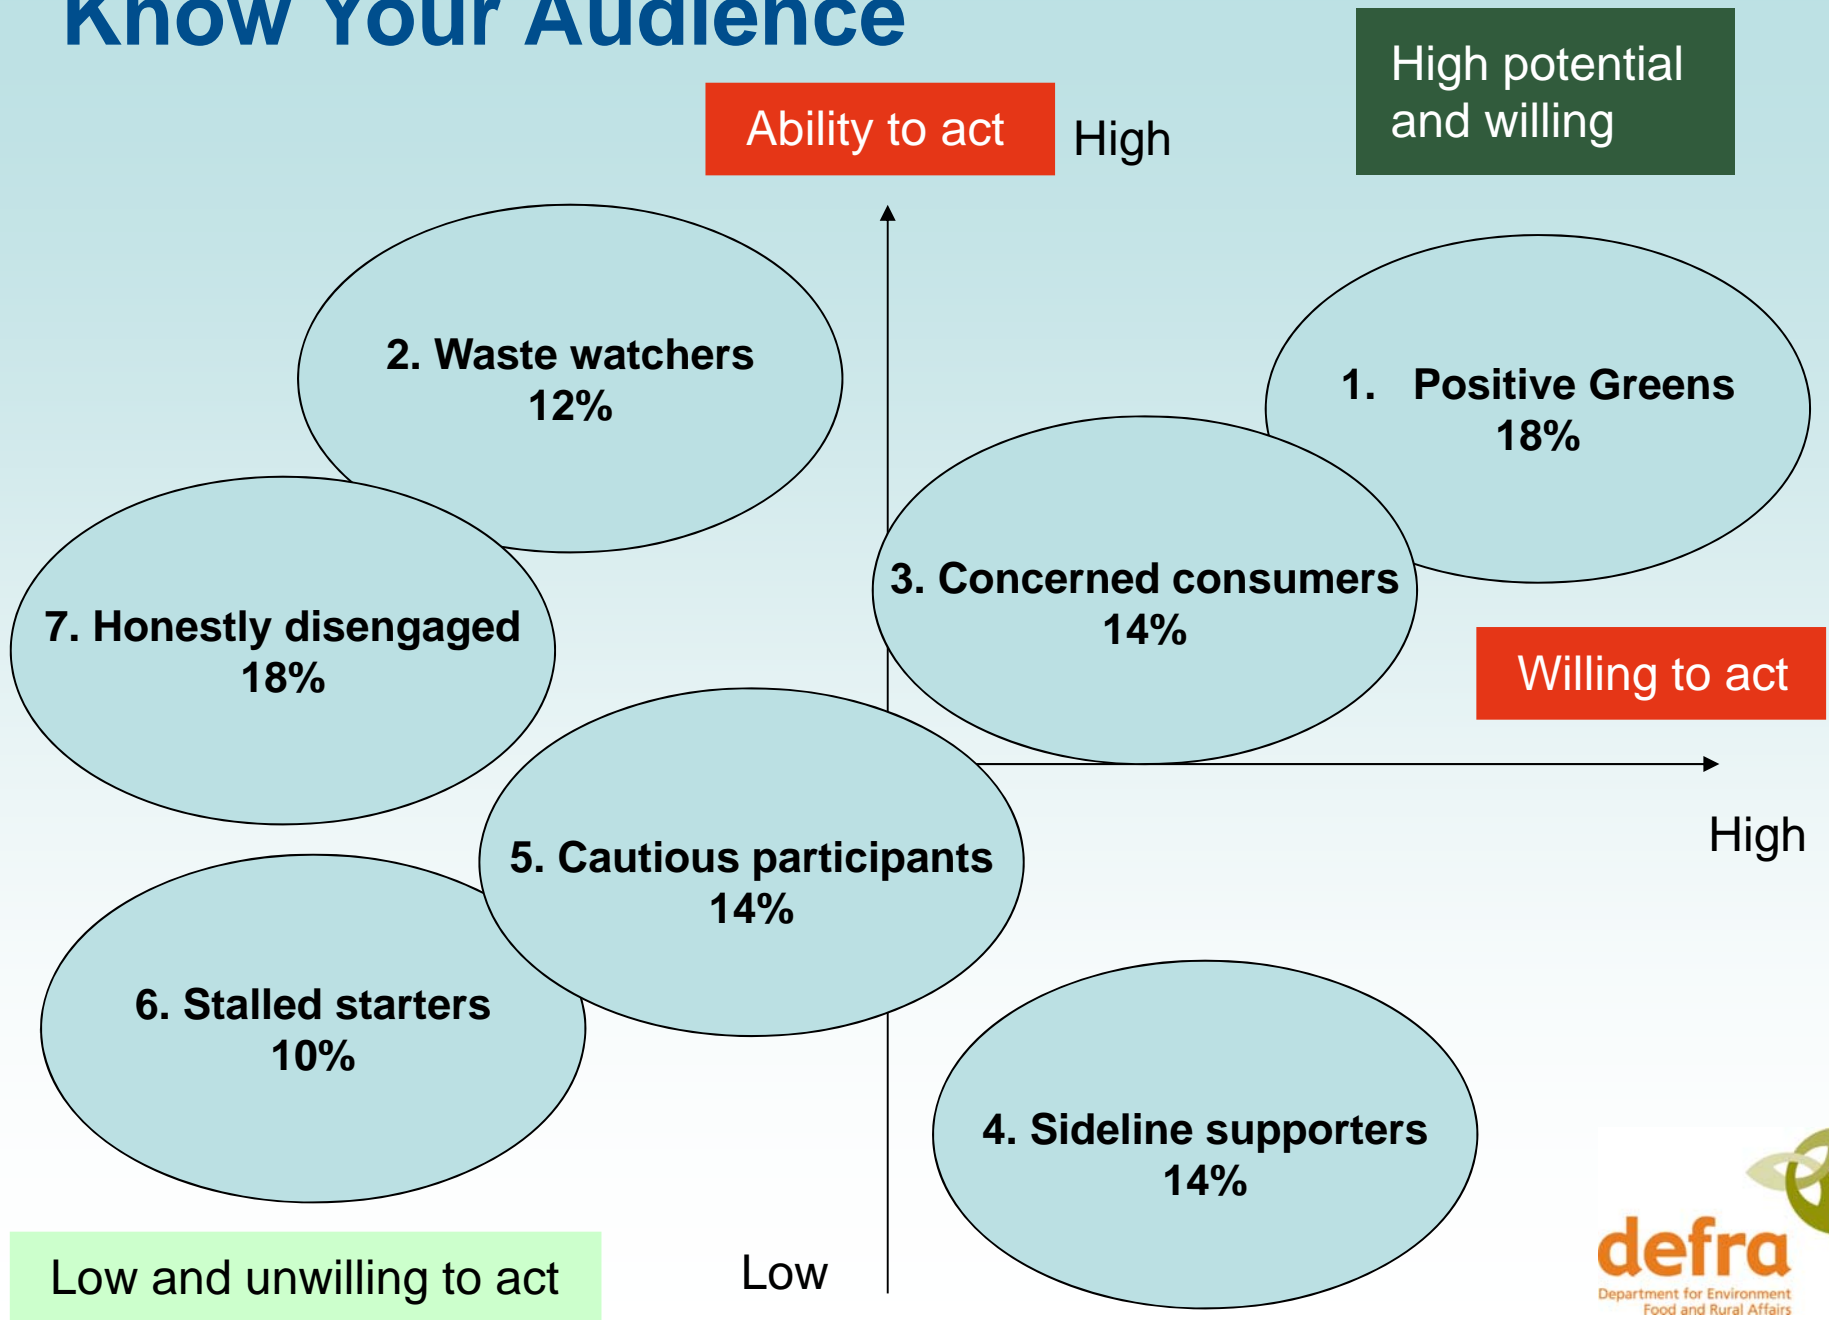 Know Your Audience
High potential
and willing
Ability to act
High
2. Waste watchers
12%
1. Positive Greens
18%
3. Concerned consumers
14%
7. Honestly disengaged
18%
Willing to act
High
5. Cautious participants
14%
6. Stalled starters
10%
4. Sideline supporters
14%
Low and unwilling to act
Low
defra
Department for Environment
Food and Rural Affairs